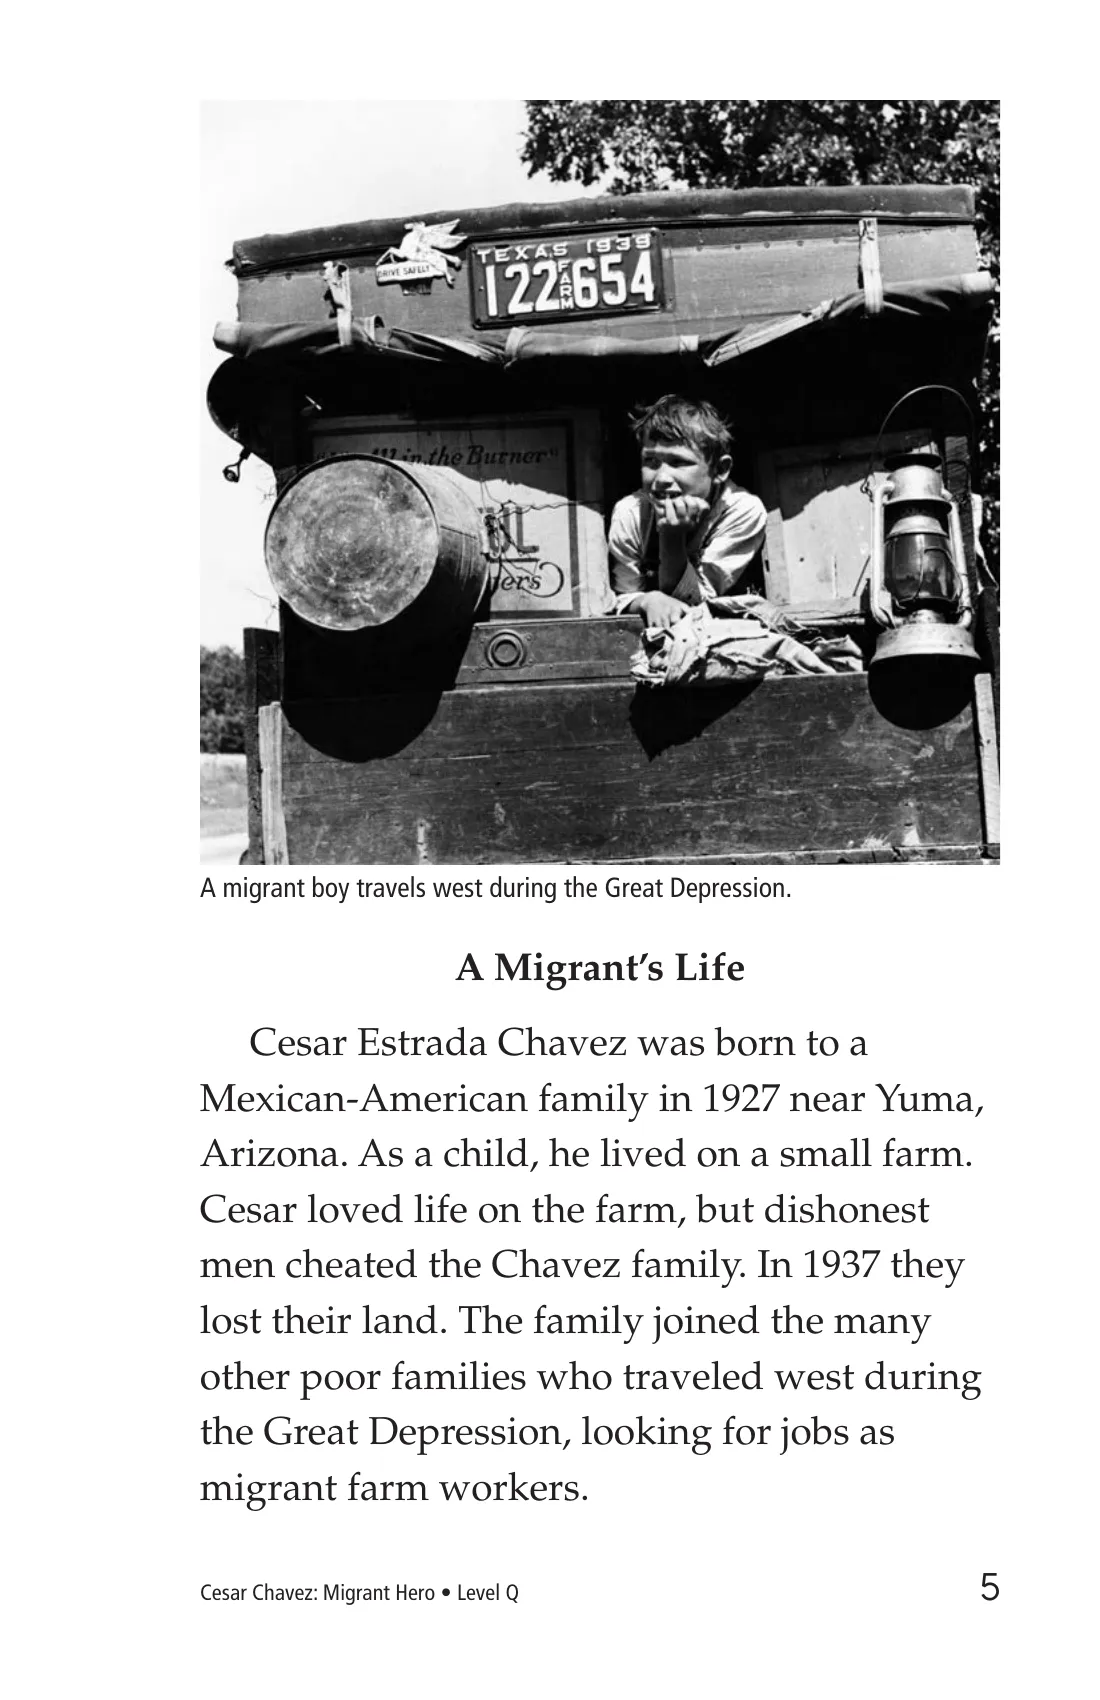 TEXAS 1939
DRIVE SAFELY
122 FARM 654
in the Burner"
A migrant boy travels west during the Great Depression.
A Migrant’s Life
Cesar Estrada Chavez was born to a
Mexican-American family in 1927 near Yuma,
Arizona. As a child, he lived on a small farm.
Cesar loved life on the farm, but dishonest
men cheated the Chavez family. In 1937 they
lost their land. The family joined the many
other poor families who traveled west during
the Great Depression, looking for jobs as
migrant farm workers.
Cesar Chavez: Migrant Hero • Level Q
5